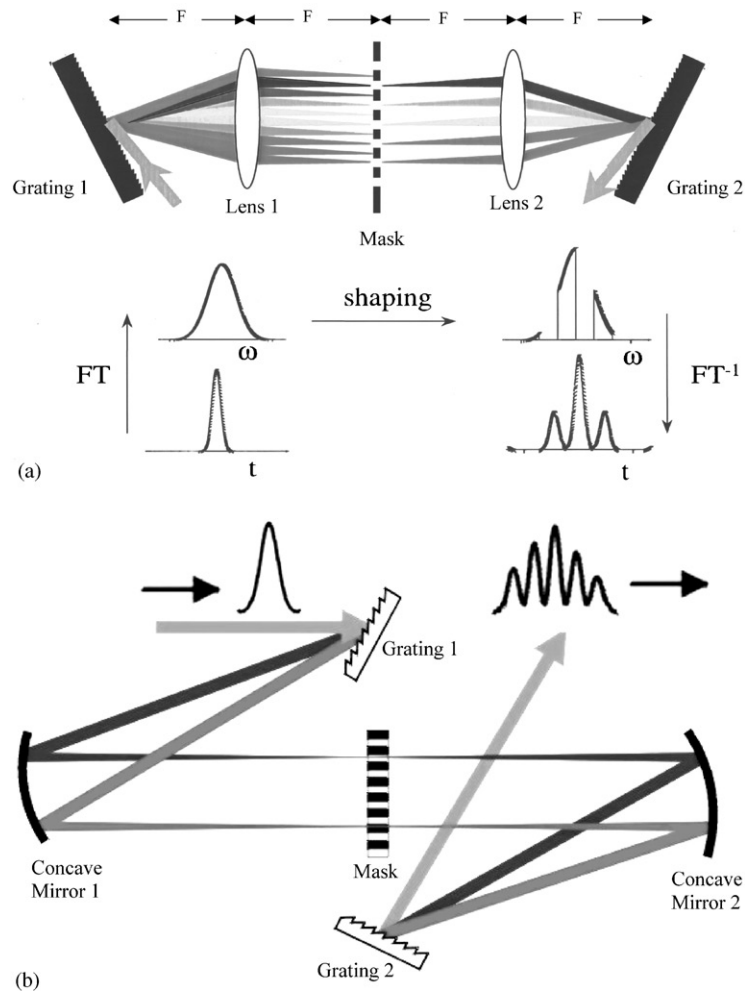 F F F F
Grating 1
Lens 1
Mask
Lens 2
Grating 2
shaping
ω
ω
FT
FT-1
t
t
(a)
Grating 1
Concave
Mirror 1
Mask
Concave
Mirror 2
Grating 2
(b)